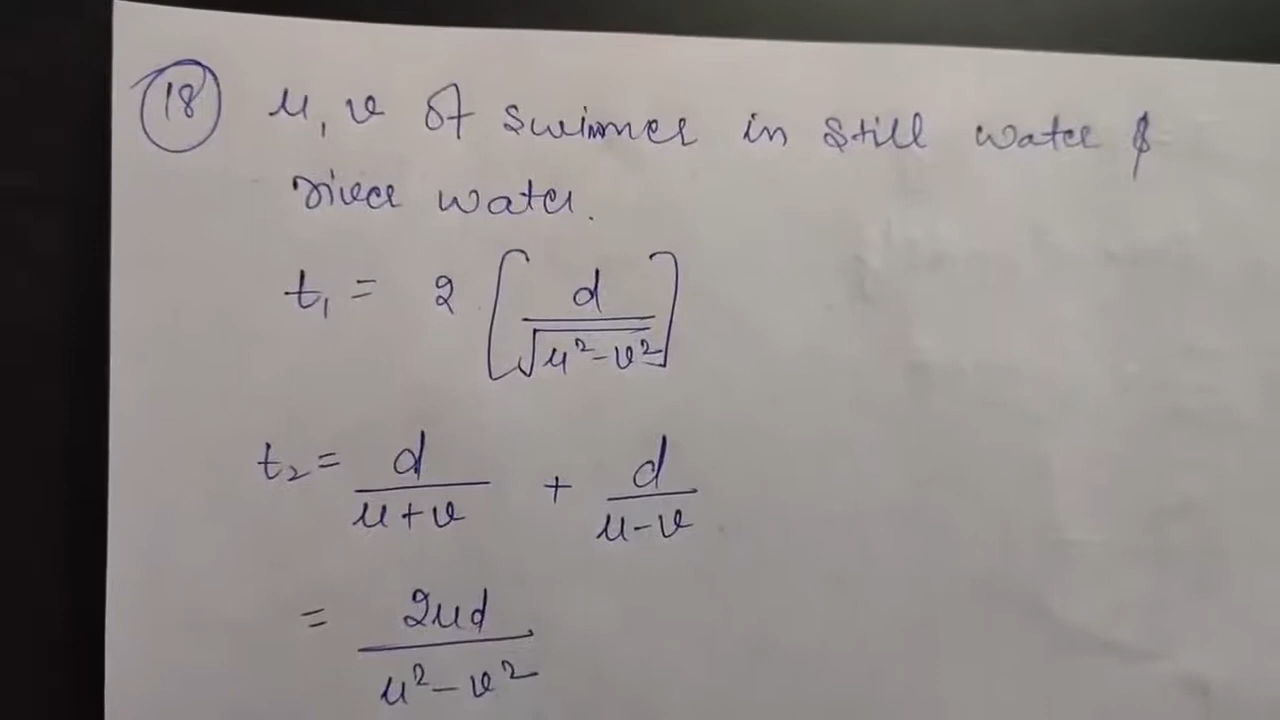 18 u, v of swimmer in still water &
river water.
t₁ = 2 [ d / √(u²-v²) ]
t₂ = d/(u+v) + d/(u-v)
= 2ud/(u²-v²)